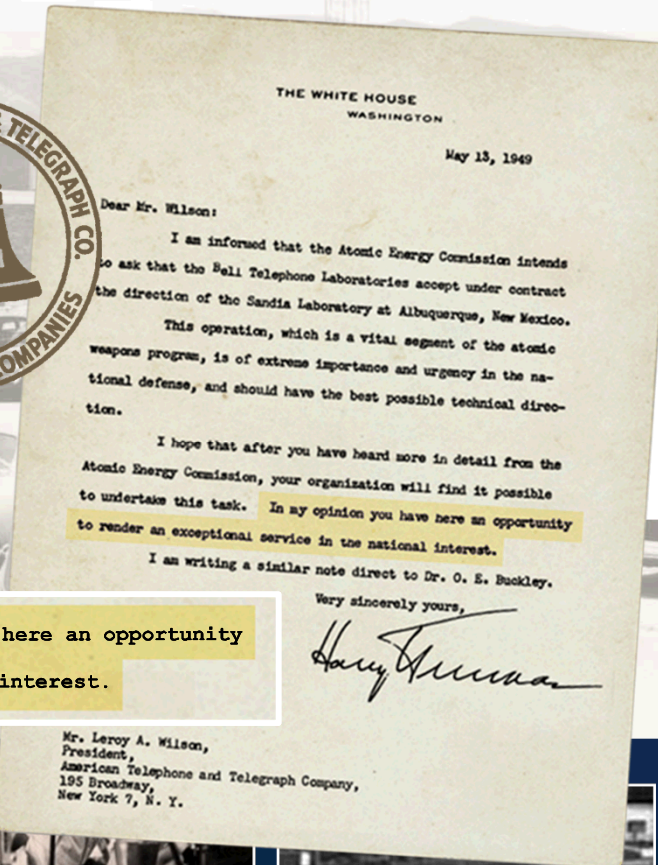 THE WHITE HOUSE
WASHINGTON
May 13, 1949
TELEGRAPH CO.
COMPANIES
Dear Mr. Wilson:
I am informed that the Atomic Energy Commission intends
to ask that the Bell Telephone Laboratories accept under contract
the direction of the Sandia Laboratory at Albuquerque, New Mexico.
This operation, which is a vital segment of the atomic
weapons program, is of extreme importance and urgency in the na-
tional defense, and should have the best possible technical direc-
tion.
I hope that after you have heard more in detail from the
Atomic Energy Commission, your organization will find it possible
to undertake this task. In my opinion you have here an opportunity
to render an exceptional service in the national interest.
I am writing a similar note direct to Dr. O. E. Buckley.
Very sincerely yours,
Harry Truman
here an opportunity
interest.
Mr. Leroy A. Wilson,
President,
American Telephone and Telegraph Company,
195 Broadway,
New York 7, N. Y.